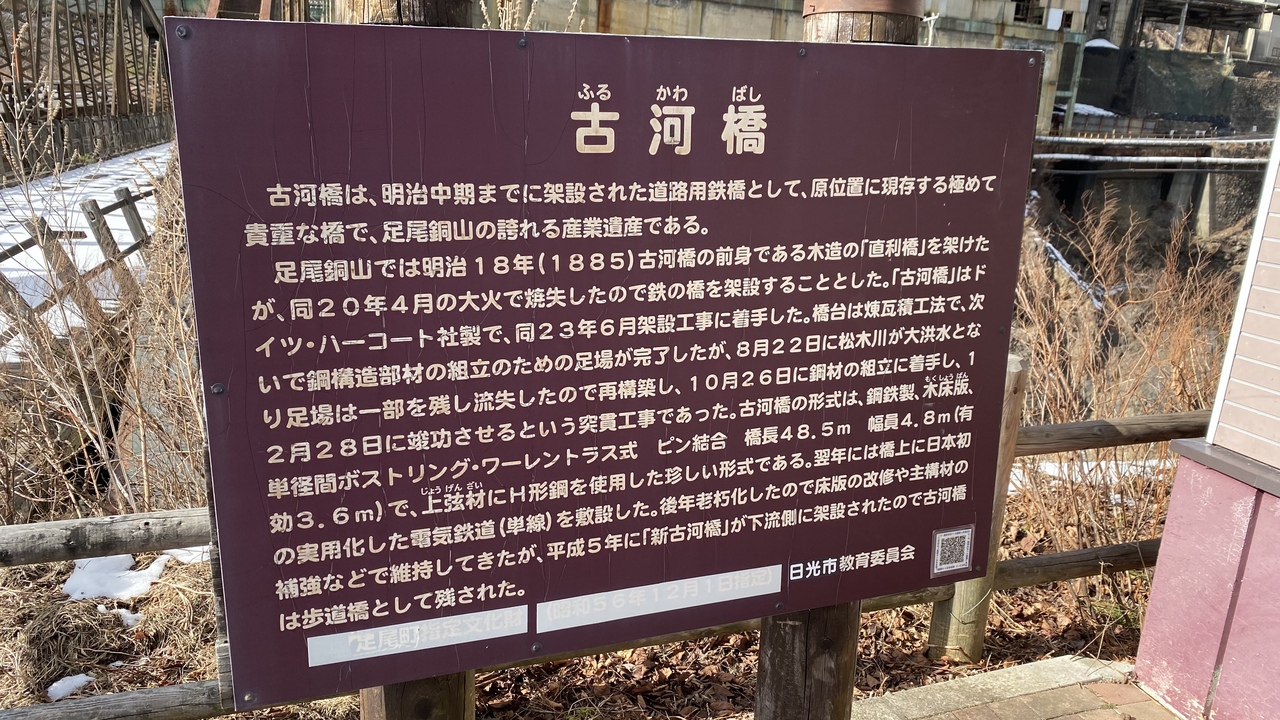 ふる かわ ばし
古河橋
古河橋は、明治中期までに架設された道路用鉄橋として、原位置に現存する極めて
貴重な橋で、足尾銅山の誇れる産業遺産である。
足尾銅山では明治１８年(１８８５)古河橋の前身である木造の「直利橋」を架けた
が、同２０年４月の大火で焼失したので鉄の橋を架設することとした。「古河橋」はド
イツ・ハーコート社製で、同２３年６月架設工事に着手した。橋台は煉瓦積工法で、次
いで鋼構造部材の組立のための足場が完了したが、８月２２日に松木川が大洪水とな
り足場は一部を残し流失したので再構築し、１０月２６日に鋼材の組立に着手し、１
２月２８日に竣功させるという突貫工事であった。古河橋の形式は、鋼鉄製、木床版、
もくしょうばん
単径間ボストリング・ワーレントラス式　ピン結合　橋長４８．５ｍ　幅員４．８ｍ(有
効３．６ｍ)で、上弦材にＨ形鋼を使用した珍しい形式である。翌年には橋上に日本初
じょうげんざい
の実用化した電気鉄道(単線)を敷設した。後年老朽化したので床版の改修や主構材の
補強などで維持してきたが、平成５年に「新古河橋」が下流側に架設されたので古河橋
は歩道橋として残された。
足尾町指定文化財 (昭和５６年１２月１日指定) 日光市教育委員会